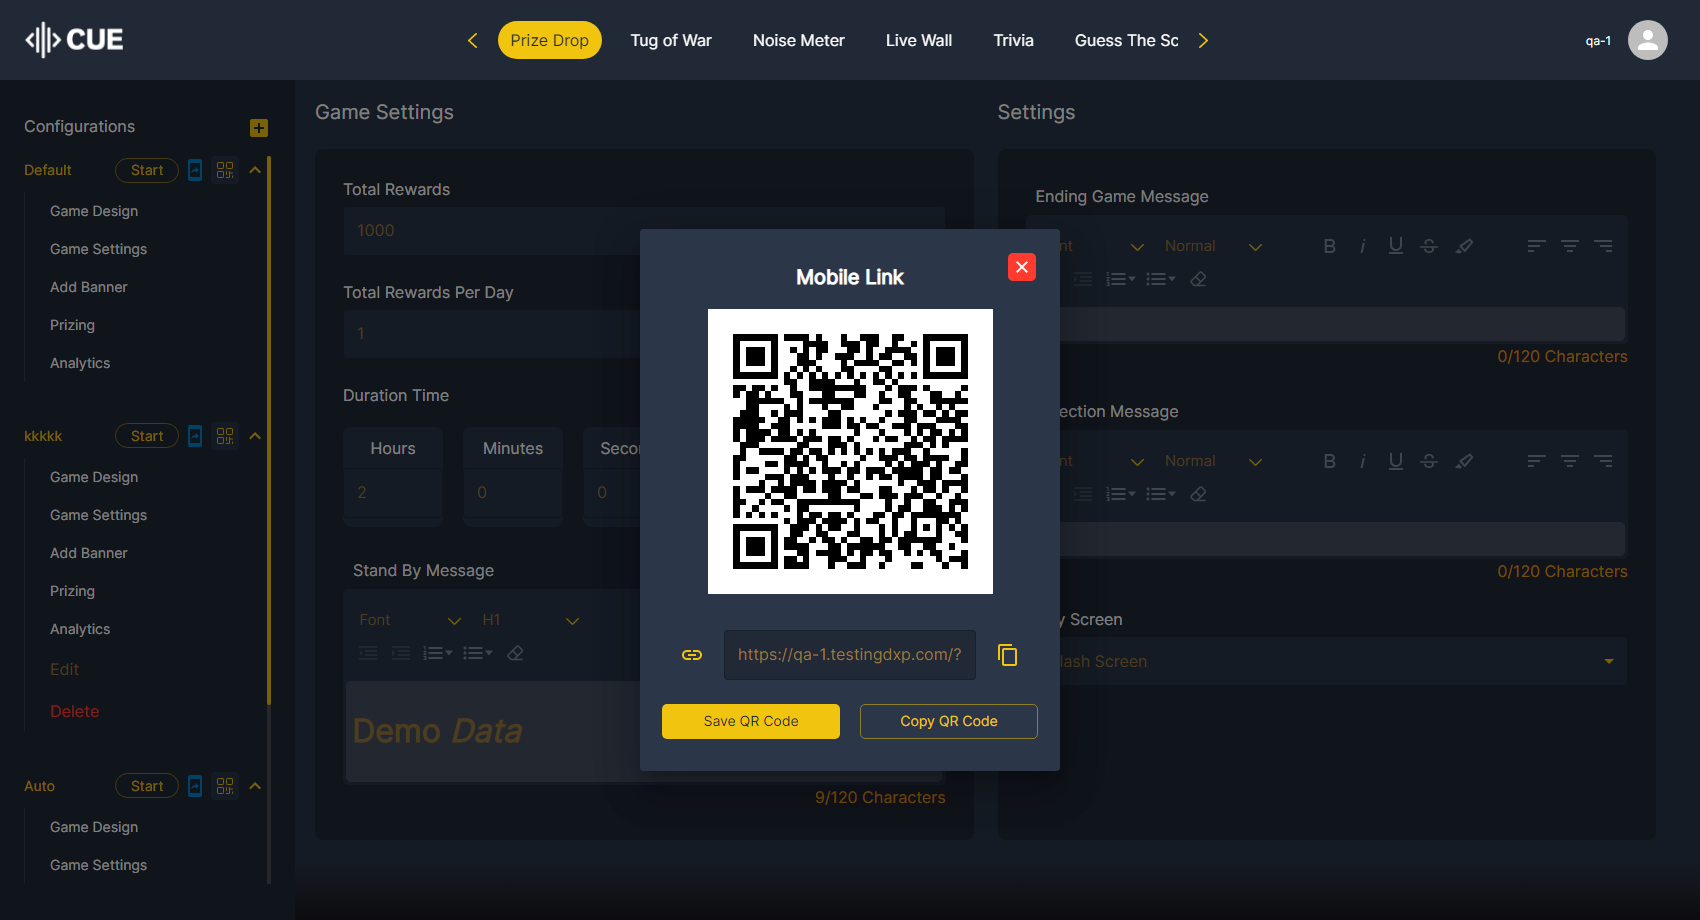 CUE
Prize Drop
Tug of War
Noise Meter
Live Wall
Trivia
Guess The Sc
qa-1
Configurations
Default
Start
Game Design
Game Settings
Add Banner
Prizing
Analytics
kkkkk
Start
Game Design
Game Settings
Add Banner
Prizing
Analytics
Edit
Delete
Auto
Start
Game Design
Game Settings
Game Settings
Total Rewards
1000
Total Rewards Per Day
1
Duration Time
Hours
Minutes
Secon
2
0
0
Stand By Message
Font
H1
Demo Data
9/120 Characters
Mobile Link
https://qa-1.testingdxp.com/?
Save QR Code
Copy QR Code
Settings
Ending Game Message
nt
Normal
B
i
U
S
0/120 Characters
ection Message
nt
Normal
B
i
U
S
0/120 Characters
y Screen
lash Screen